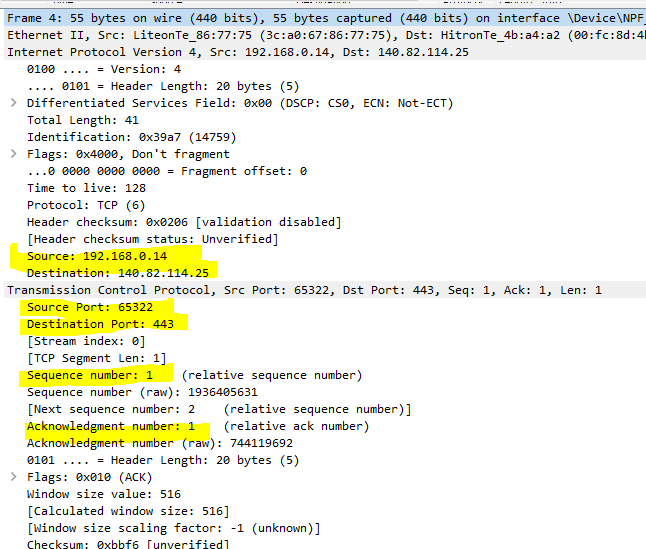 Frame 4: 55 bytes on wire (440 bits), 55 bytes captured (440 bits) on interface \Device\NPF_
Ethernet II, Src: LiteonTe_86:77:75 (3c:a0:67:86:77:75), Dst: HitronTe_4b:a4:a2 (00:fc:8d:4b
Internet Protocol Version 4, Src: 192.168.0.14, Dst: 140.82.114.25
0100 .... = Version: 4
.... 0101 = Header Length: 20 bytes (5)
Differentiated Services Field: 0x00 (DSCP: CS0, ECN: Not-ECT)
Total Length: 41
Identification: 0x39a7 (14759)
Flags: 0x4000, Don't fragment
...0 0000 0000 0000 = Fragment offset: 0
Time to live: 128
Protocol: TCP (6)
Header checksum: 0x0206 [validation disabled]
[Header checksum status: Unverified]
Source: 192.168.0.14
Destination: 140.82.114.25
Transmission Control Protocol, Src Port: 65322, Dst Port: 443, Seq: 1, Ack: 1, Len: 1
Source Port: 65322
Destination Port: 443
[Stream index: 0]
[TCP Segment Len: 1]
Sequence number: 1 (relative sequence number)
Sequence number (raw): 1936405631
[Next sequence number: 2 (relative sequence number)]
Acknowledgment number: 1 (relative ack number)
Acknowledgment number (raw): 744119692
0101 .... = Header Length: 20 bytes (5)
Flags: 0x010 (ACK)
Window size value: 516
[Calculated window size: 516]
[Window size scaling factor: -1 (unknown)]
Checksum: 0xbbf6 [unverified]